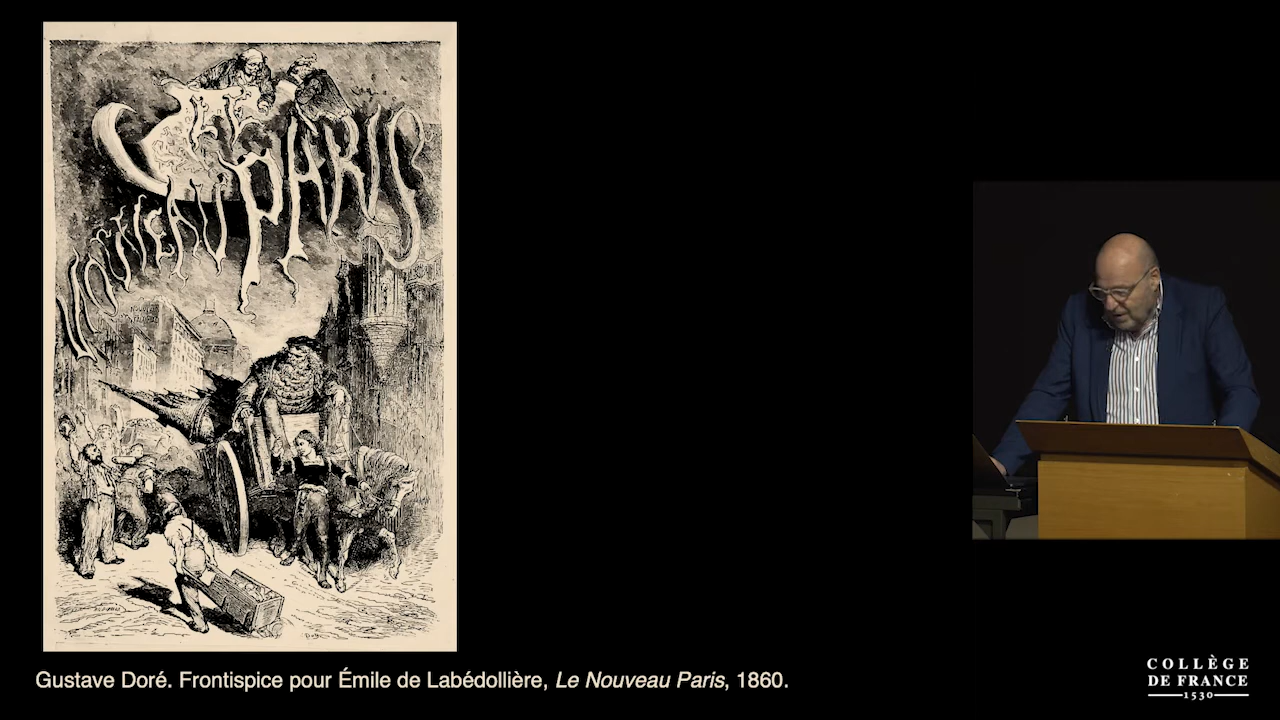 LE
NOUVEAU PARIS
Gustave Doré. Frontispice pour Émile de Labédollière, Le Nouveau Paris, 1860.
COLLÈGE
DE FRANCE
1530